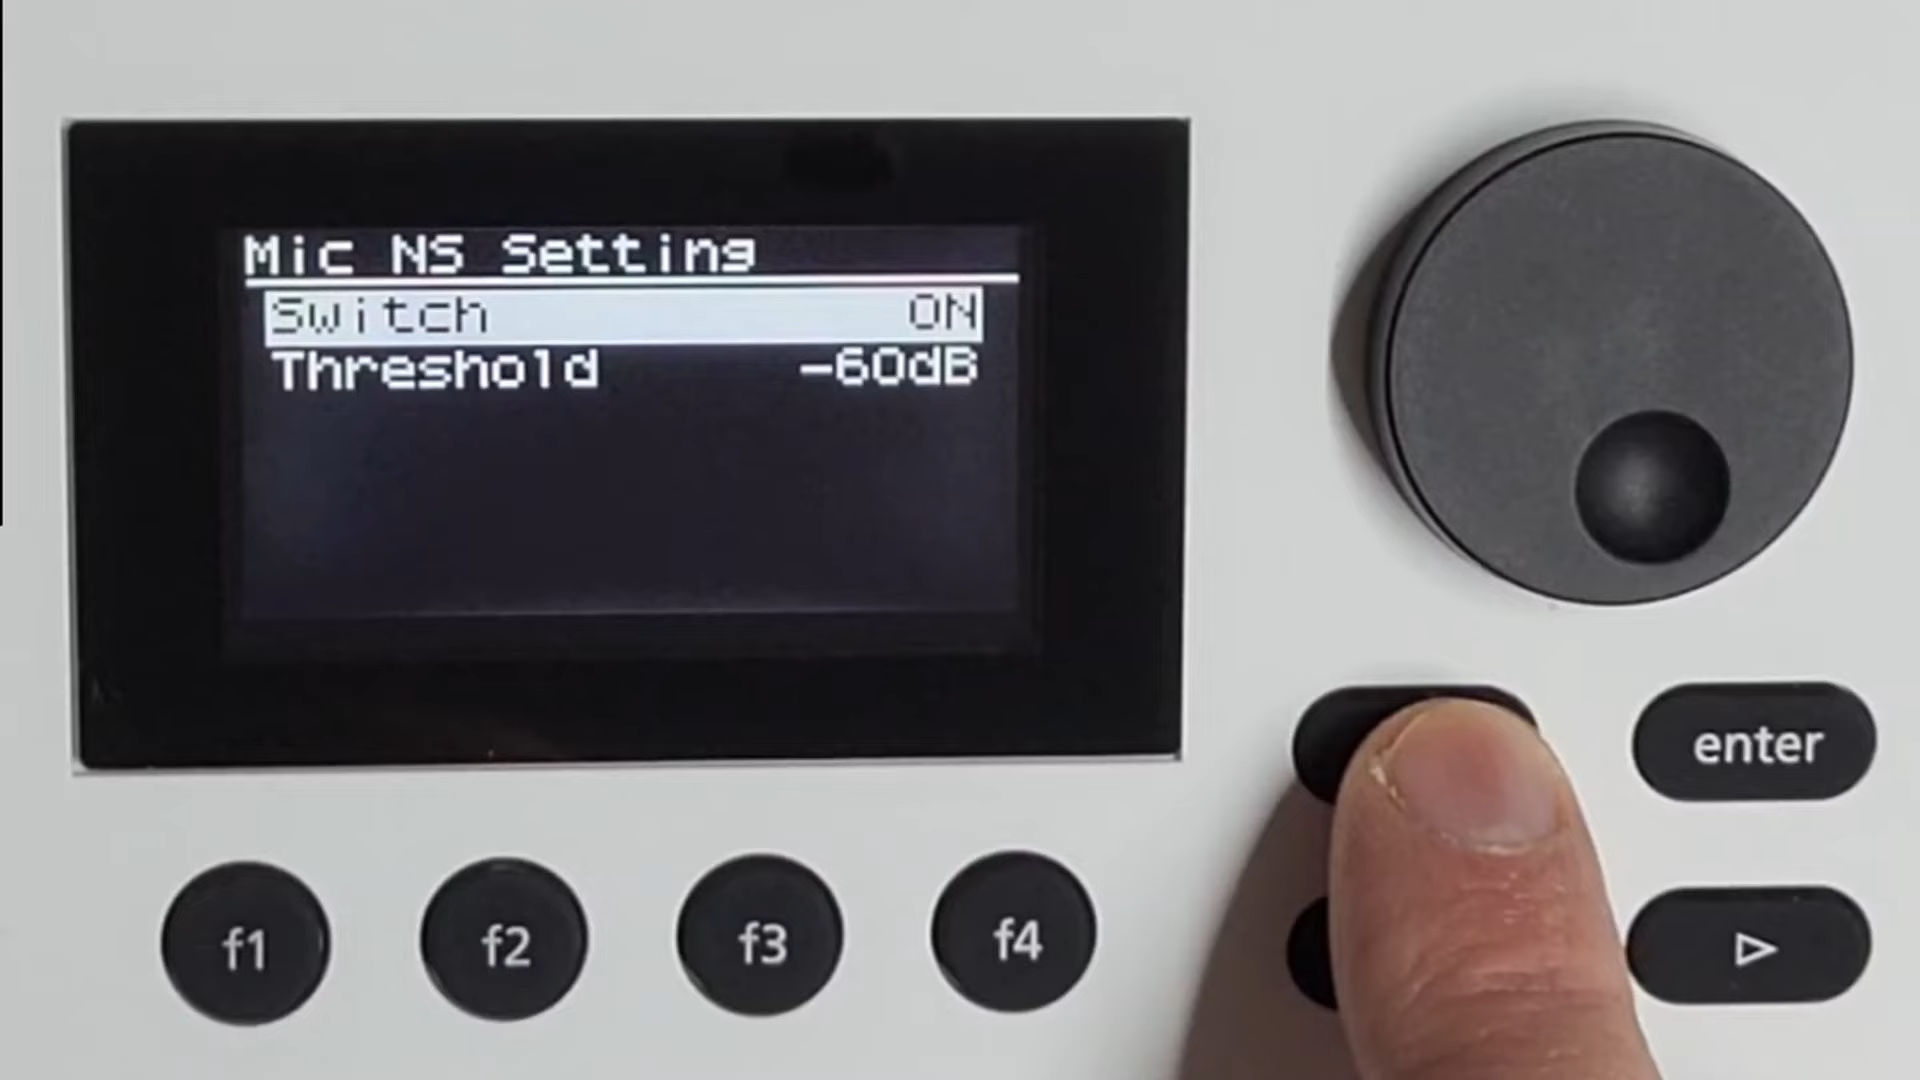 Mic NS Setting
Switch ON
Threshold -60dB
enter
f1 f2 f3 f4